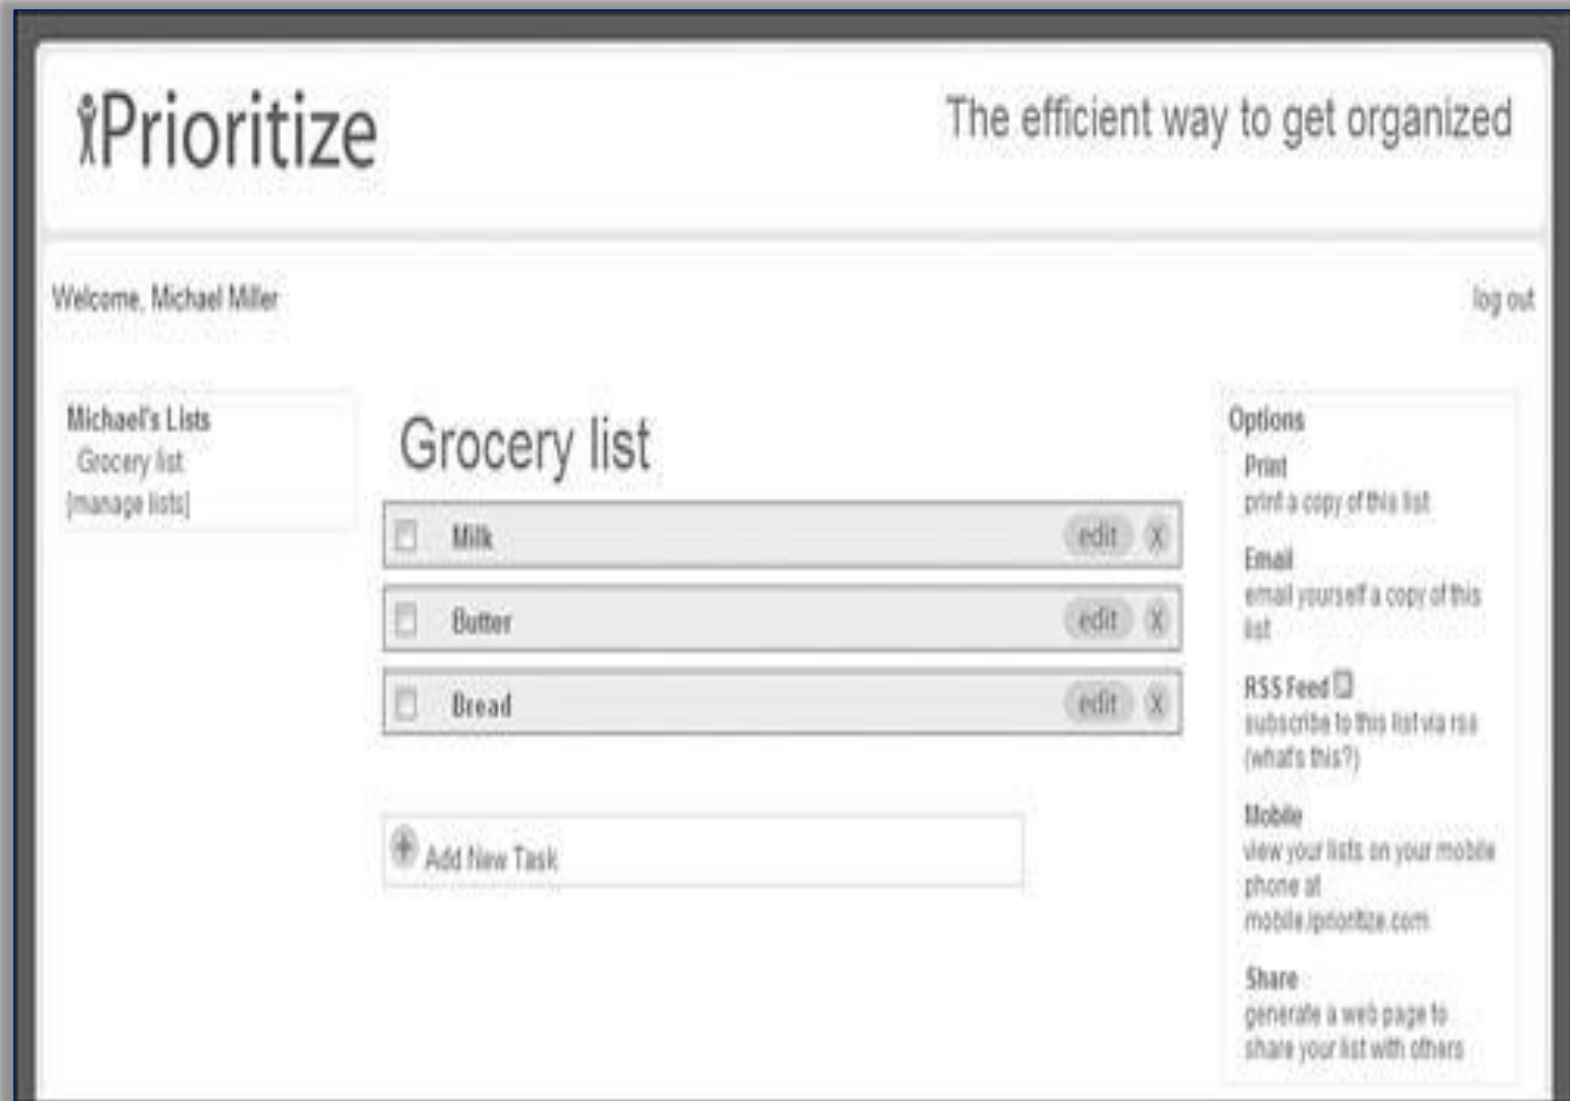 iPrioritize
The efficient way to get organized
Welcome, Michael Miller
log out
Michael's Lists
Grocery list
[manage lists]
Grocery list
Milk edit X
Butter edit X
Bread edit X
Add New Task
Options
Print
print a copy of this list
Email
email yourself a copy of this
list
RSS Feed
subscribe to this list via rss
(what's this?)
Mobile
view your lists on your mobile
phone at
mobile.iprioritize.com
Share
generate a web page to
share your list with others